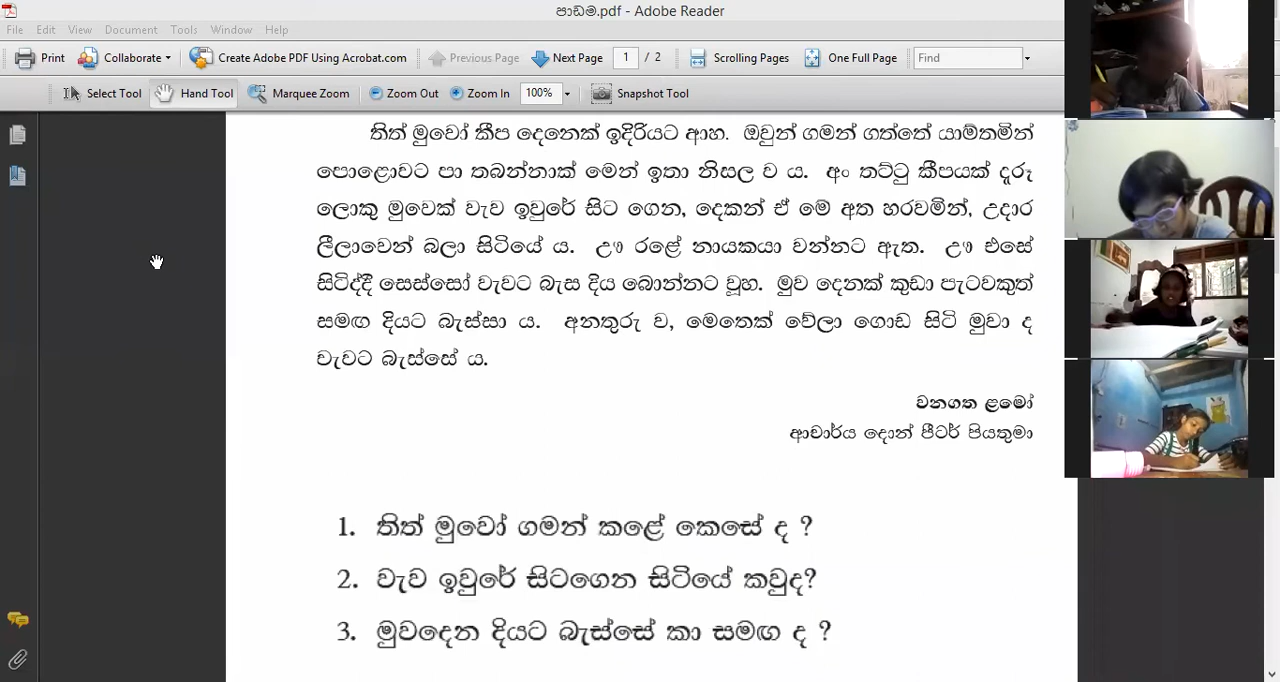 පාඩම.pdf - Adobe Reader
File Edit View Document Tools Window Help
Print Collaborate Create Adobe PDF Using Acrobat.com Previous Page Next Page 1 / 2 Scrolling Pages One Full Page Find
Select Tool Hand Tool Marquee Zoom Zoom Out Zoom In 100% Snapshot Tool
තිත් මුවෝ කීප දෙනෙක් ඉදිරියට ආහ. ඔවුන් ගමන් ගත්තේ යාම්තමින්
පොළොවට පා තබන්නාක් මෙන් ඉතා නිසල ව ය. අං තට්ටු කීපයක් දැරූ
ලොකු මුවෙක් වැව ඉවුරේ සිට ගෙන, දෙකන් ඒ මේ අත හරවමින්, උදාර
ලීලාවෙන් බලා සිටියේ ය. ඌ රළේ නායකයා වන්නට ඇත. ඌ එසේ
සිටිද්දී සෙස්සෝ වැවට බැස දිය බොන්නට වූහ. මුව දෙනක් කුඩා පැටවකුත්
සමඟ දියට බැස්සා ය. අනතුරු ව, මෙතෙක් වේලා ගොඩ සිටි මුවා ද
වැවට බැස්සේ ය.
වනගත ළමෝ
ආචාර්ය දොන් පීටර් පියතුමා
1. තිත් මුවෝ ගමන් කළේ කෙසේ ද ?
2. වැව ඉවුරේ සිටගෙන සිටියේ කවුද?
3. මුවදෙන දියට බැස්සේ කා සමඟ ද ?